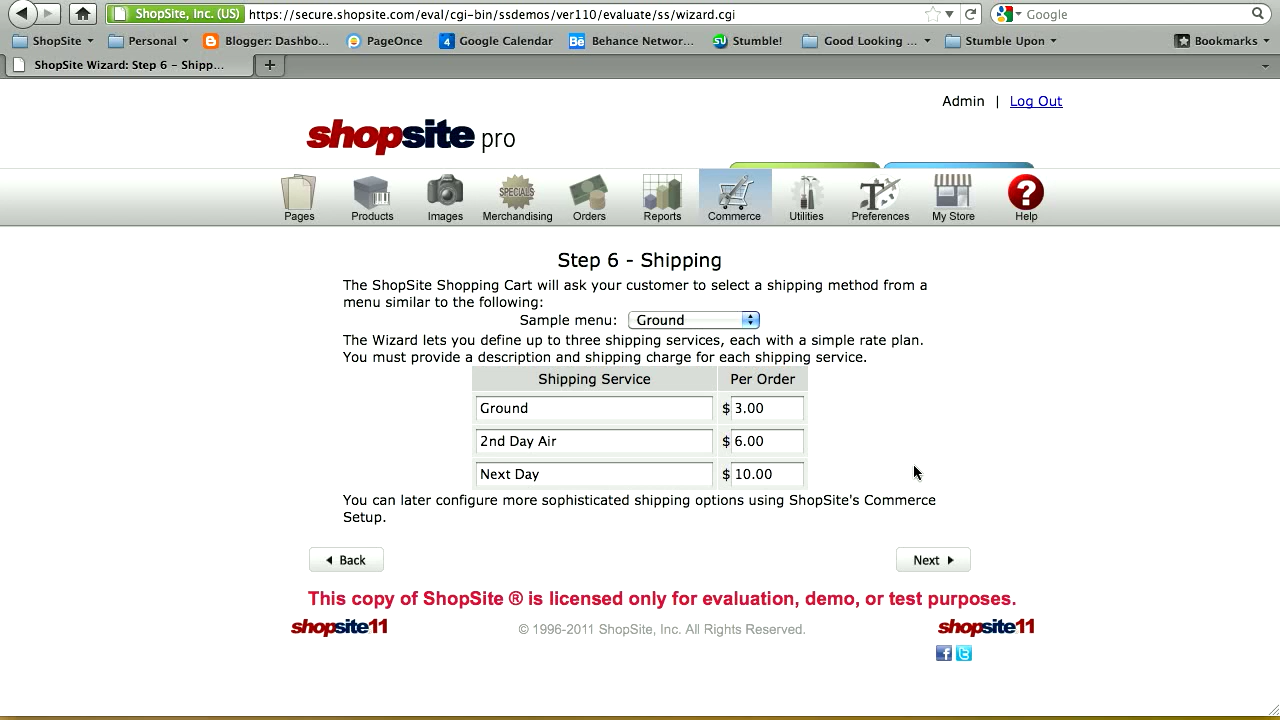 ShopSite, Inc. (US)
https://secure.shopsite.com/eval/cgi-bin/ssdemos/ver110/evaluate/ss/wizard.cgi
Google
ShopSite
Personal
Blogger: Dashbo...
PageOnce
4 Google Calendar
Bē Behance Networ...
Stumble!
Good Looking ...
Stumble Upon
Bookmarks
ShopSite Wizard: Step 6 – Shipp...
Admin | Log Out
shopsite pro
Pages
Products
Images
SPECIALS
Merchandising
Orders
Reports
Commerce
Utilities
Preferences
My Store
?
Help
Step 6 - Shipping
The ShopSite Shopping Cart will ask your customer to select a shipping method from a
menu similar to the following:
Sample menu: Ground
The Wizard lets you define up to three shipping services, each with a simple rate plan.
You must provide a description and shipping charge for each shipping service.
Shipping Service Per Order
Ground $ 3.00
2nd Day Air $ 6.00
Next Day $ 10.00
You can later configure more sophisticated shipping options using ShopSite's Commerce
Setup.
Back
Next
This copy of ShopSite ® is licensed only for evaluation, demo, or test purposes.
shopsite11
© 1996-2011 ShopSite, Inc. All Rights Reserved.
shopsite11